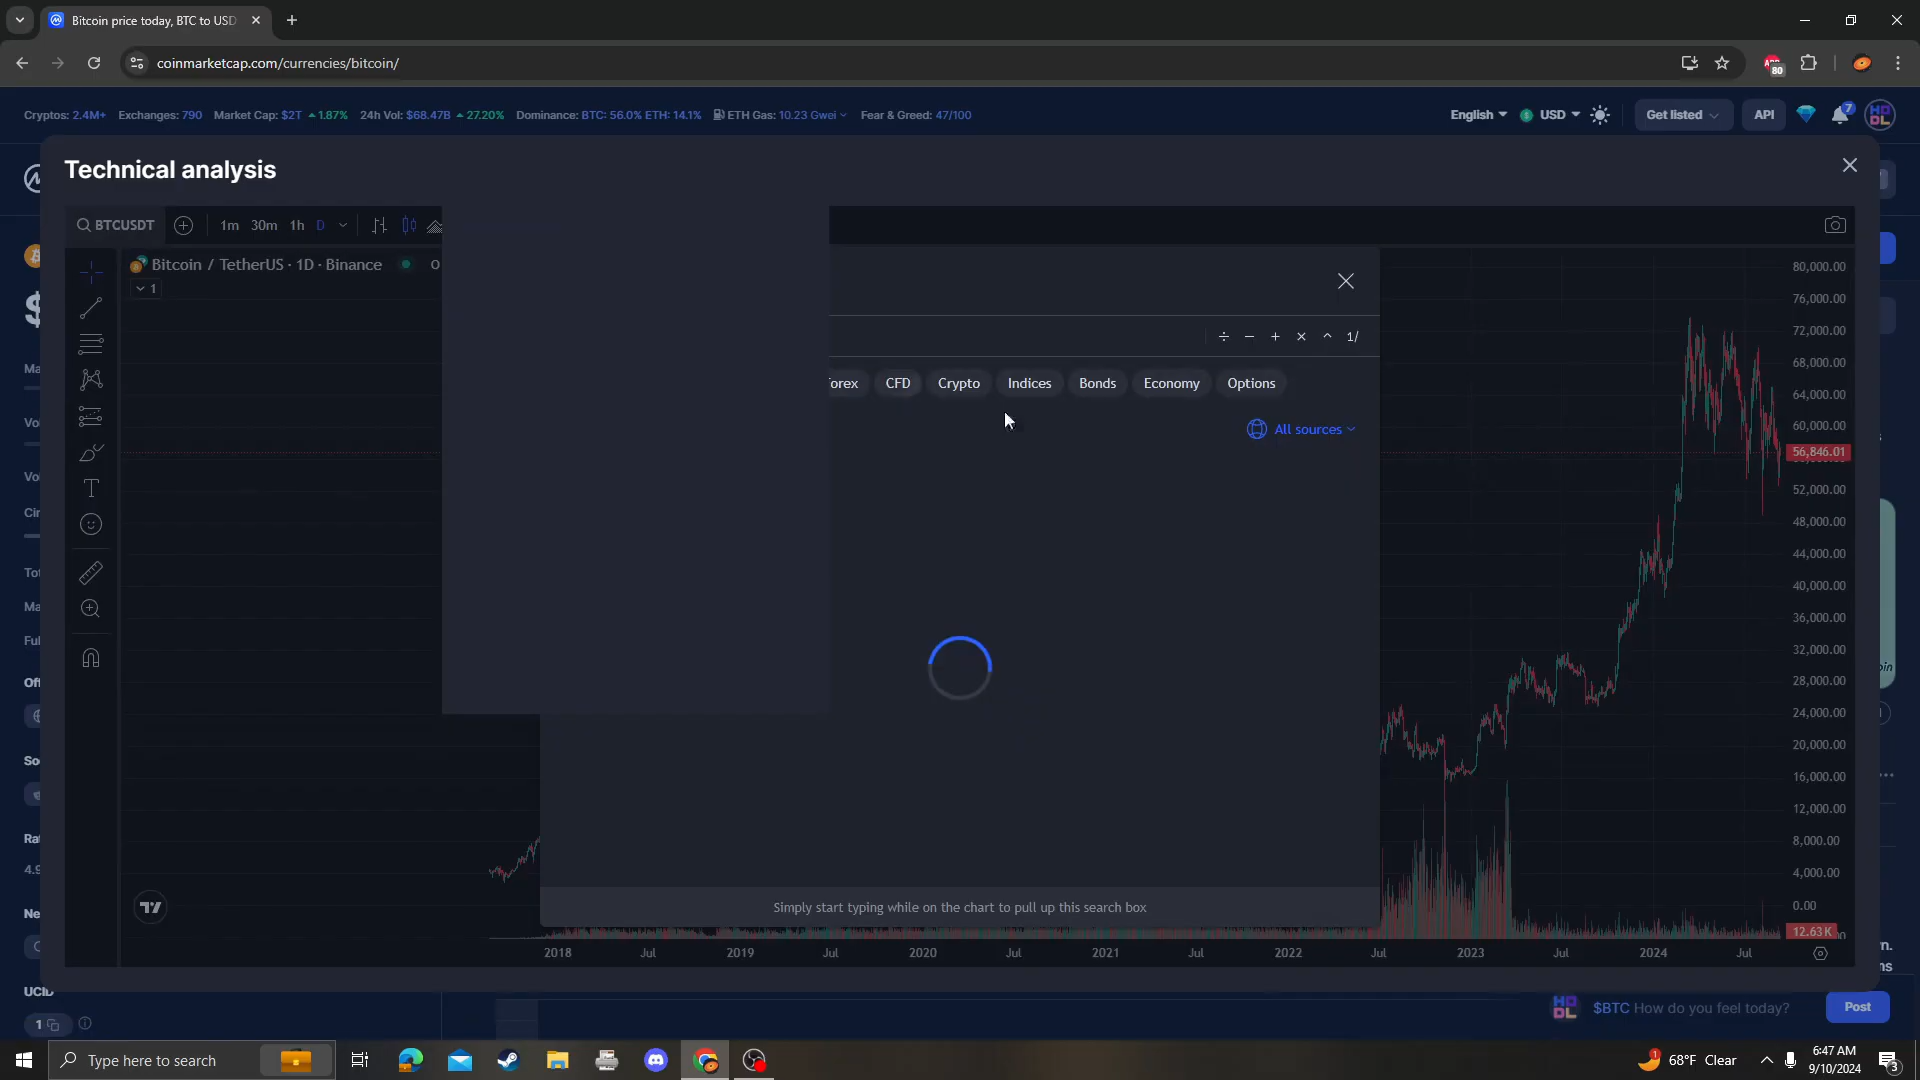 Bitcoin price today, BTC to USD
coinmarketcap.com/currencies/bitcoin/
80
Cryptos: 2.4M+ Exchanges: 790 Market Cap: $2T 1.87% 24h Vol: $68.47B 27.20% Dominance: BTC: 56.0% ETH: 14.1% ETH Gas: 10.23 Gwei Fear & Greed: 47/100
English USD Get listed API 7
Technical analysis
BTCUSDT 1m 30m 1h D
Bitcoin / TetherUS · 1D · Binance O
1
÷ − + × ^ 1/
CFD Crypto Indices Bonds Economy Options
All sources
80,000.00
76,000.00
72,000.00
68,000.00
64,000.00
60,000.00
56,846.01
52,000.00
48,000.00
44,000.00
40,000.00
36,000.00
32,000.00
28,000.00
24,000.00
20,000.00
16,000.00
12,000.00
8,000.00
4,000.00
0.00
12.63K
Simply start typing while on the chart to pull up this search box
2018 Jul 2019 Jul 2020 Jul 2021 Jul 2022 Jul 2023 Jul 2024 Jul
4.9
UCID
1
$BTC How do you feel today?
Post
Type here to search
1
68°F Clear
6:47 AM
9/10/2024
3